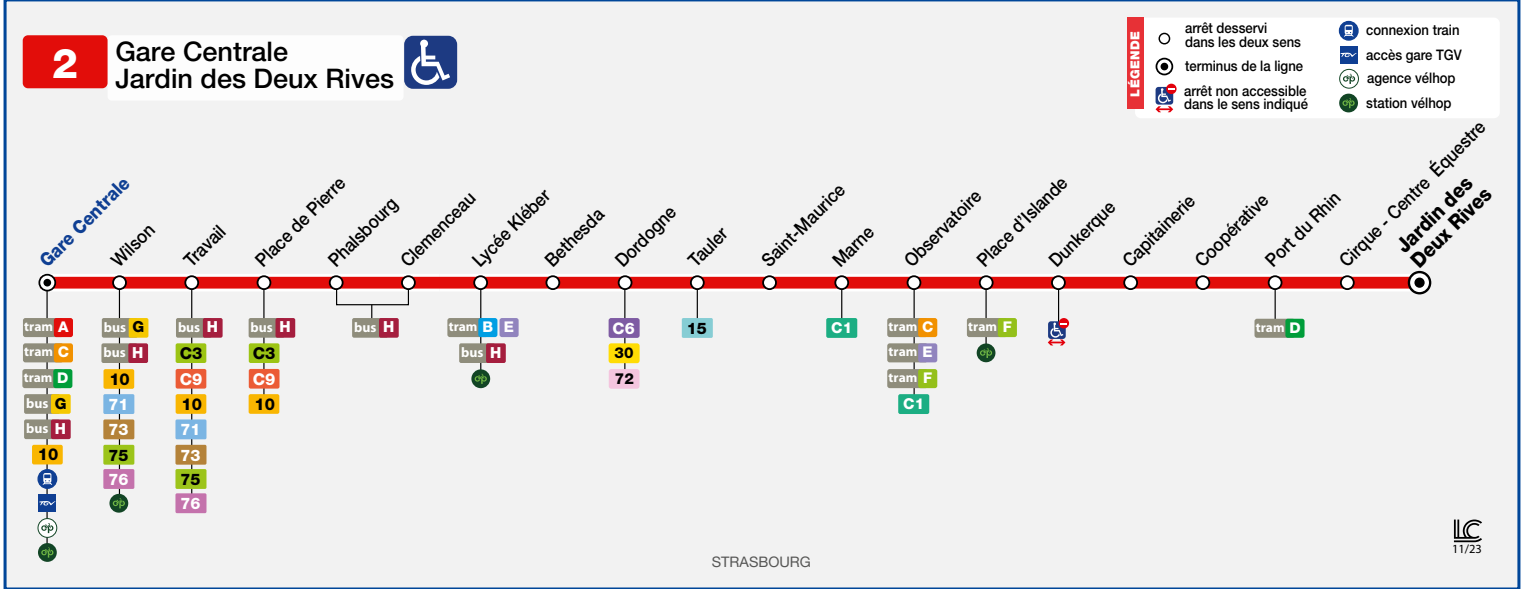 2
Gare Centrale
Jardin des Deux Rives
LÉGENDE
arrêt desservi
dans les deux sens
terminus de la ligne
arrêt non accessible
dans le sens indiqué
connexion train
TGV accès gare TGV
agence vélhop
station vélhop
Gare Centrale
Wilson
Travail
Place de Pierre
Phalsbourg
Clemenceau
Lycée Kléber
Bethesda
Dordogne
Tauler
Saint-Maurice
Marne
Observatoire
Place d'Islande
Dunkerque
Capitainerie
Coopérative
Port du Rhin
Cirque - Centre Équestre
Jardin des
Deux Rives
tram A
tram C
tram D
bus G
bus H
10
TGV
bus G
bus H
10
71
73
75
76
bus H
C3
C9
10
71
73
75
76
bus H
C3
C9
10
bus H
tram B E
bus H
C6
30
72
15
C1
tram C
tram E
tram F
C1
tram F
tram D
STRASBOURG
LC
11/23